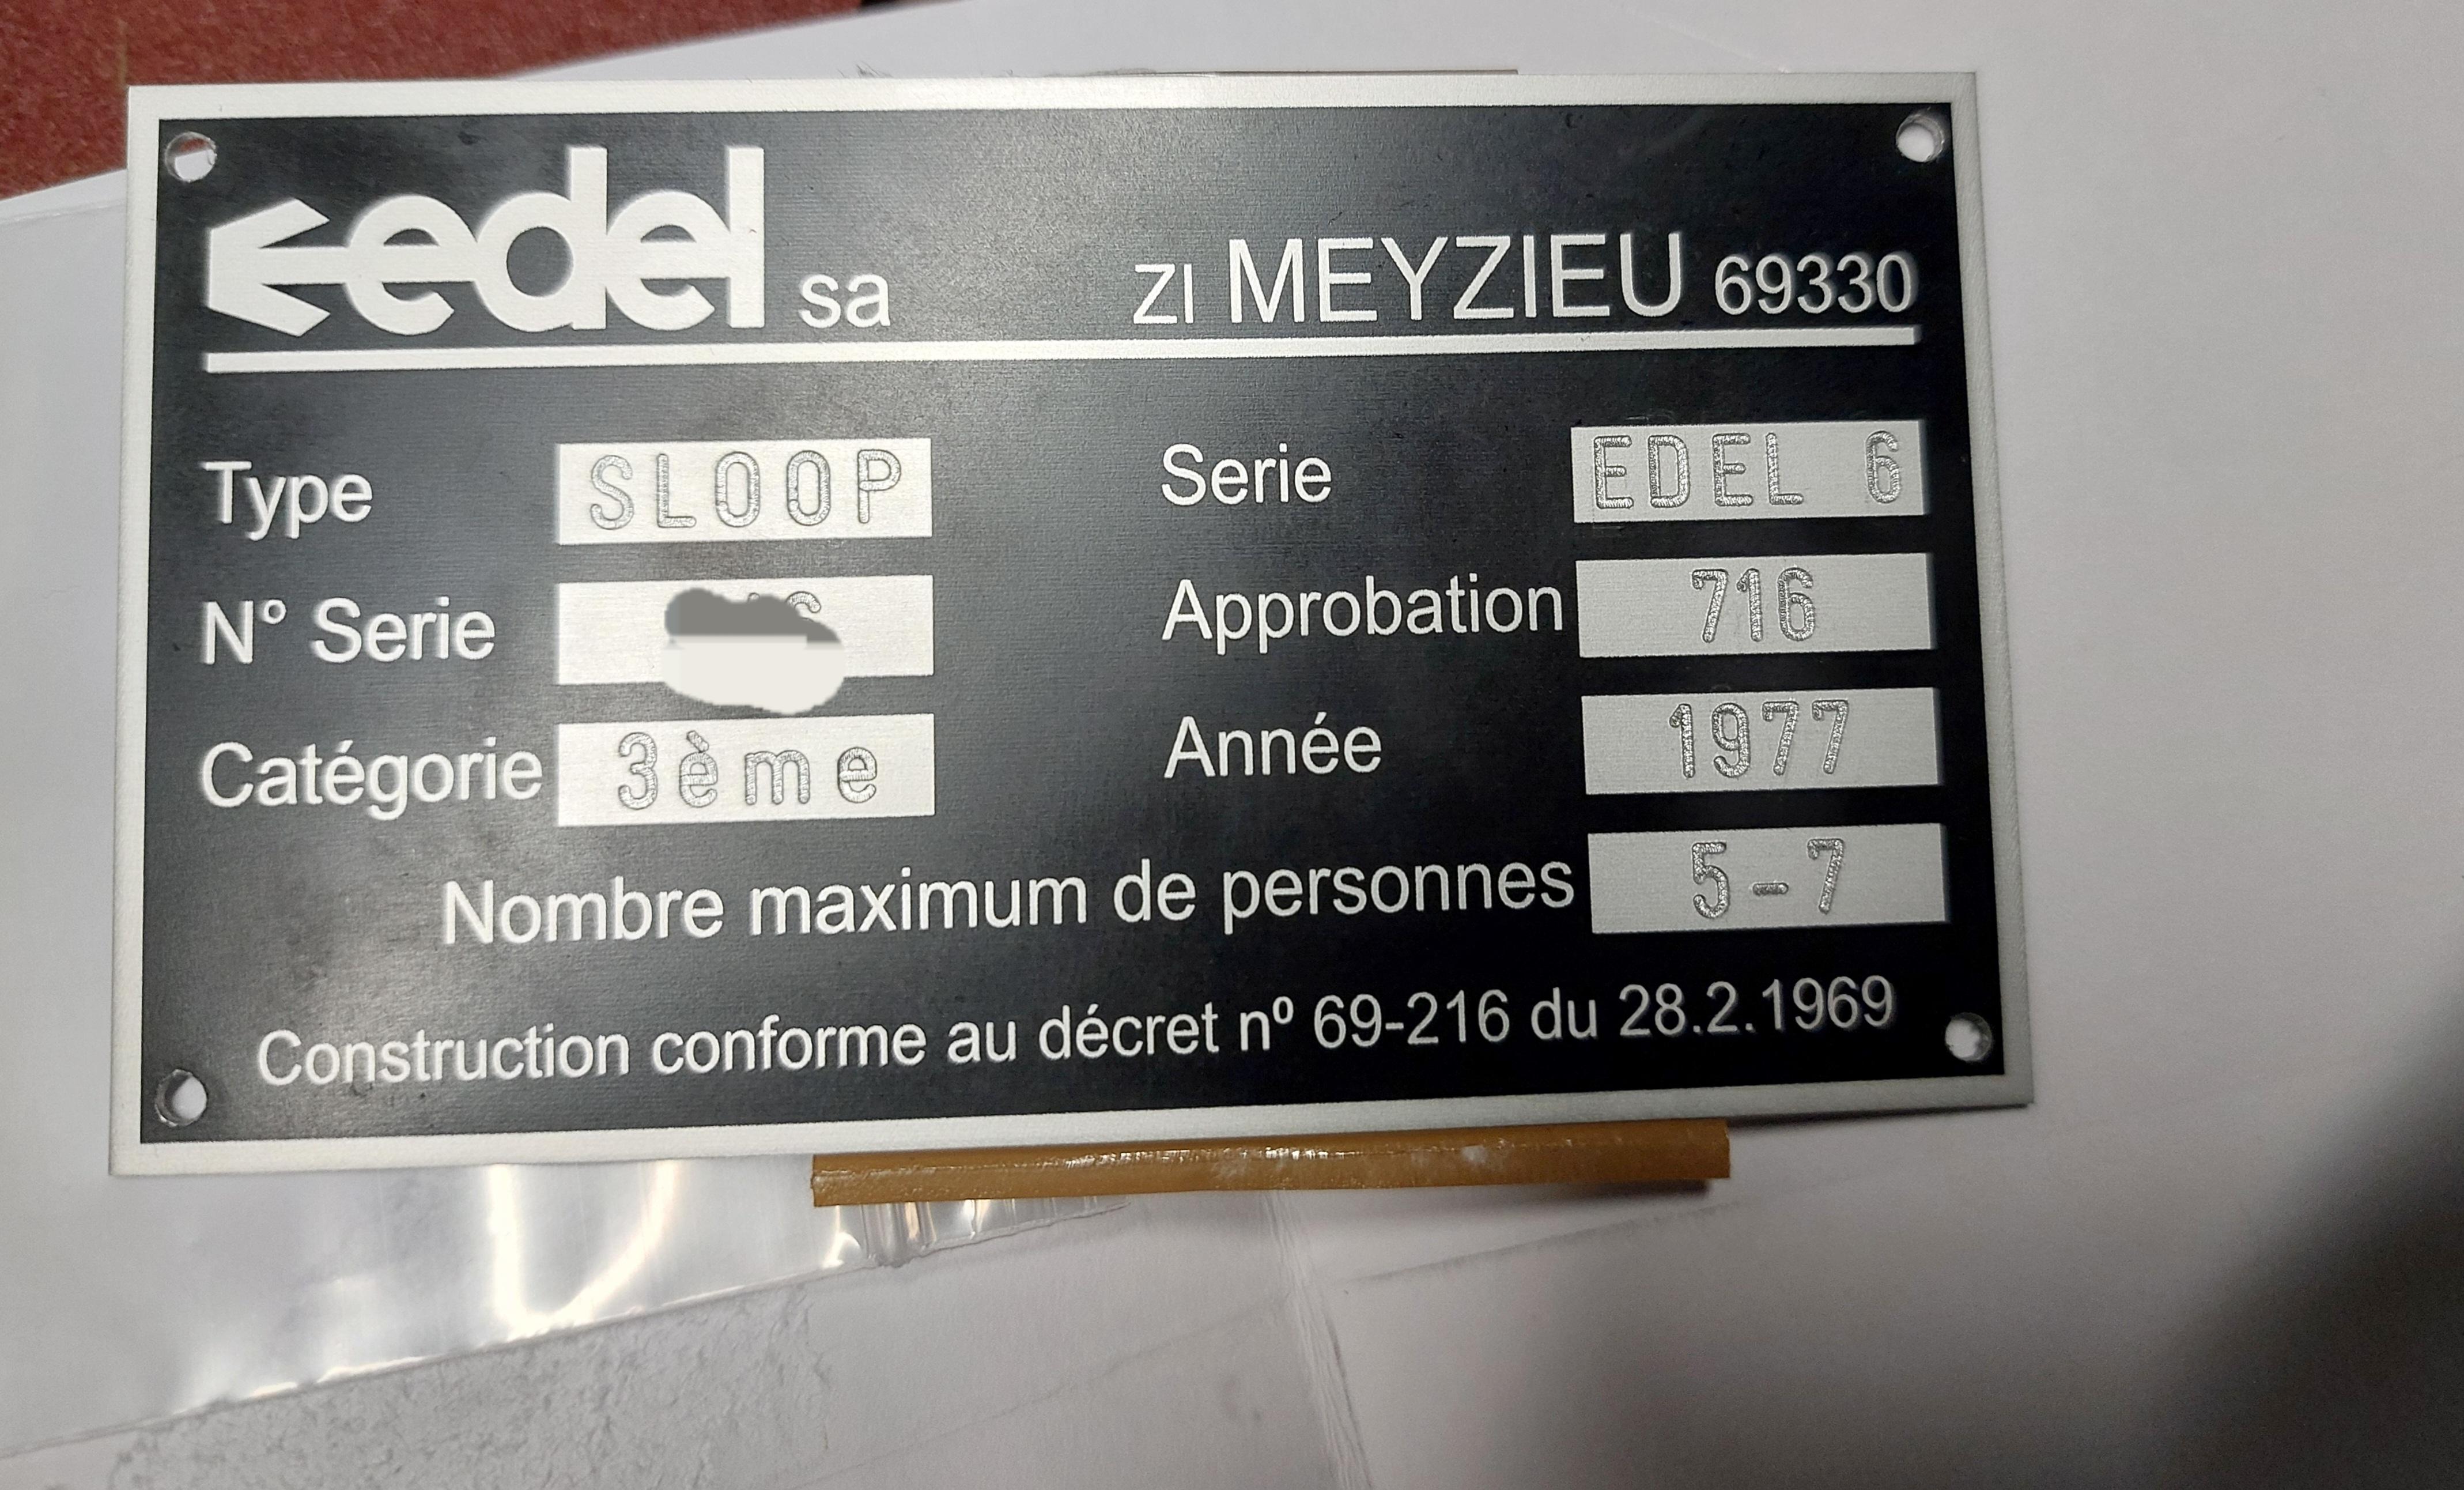 edel sa ZI MEYZIEU 69330
Type SLOOP Serie EDEL 6
N° Serie Approbation 716
Catégorie 3ème Année 1977
Nombre maximum de personnes 5-7
Construction conforme au décret nº 69-216 du 28.2.1969